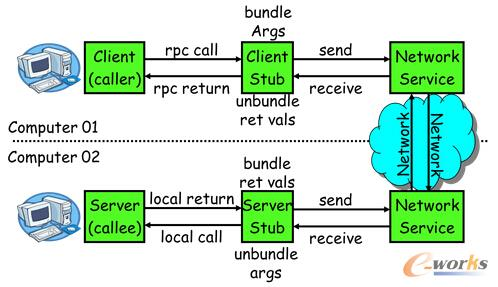 bundle
Args
Client
(caller)
rpc call
rpc return
Client
Stub
send
receive
Network
Service
unbundle
ret vals
Computer 01
Computer 02
Network
Network
bundle
ret vals
Server
(callee)
local return
local call
Server
Stub
send
receive
Network
Service
unbundle
args
e-works